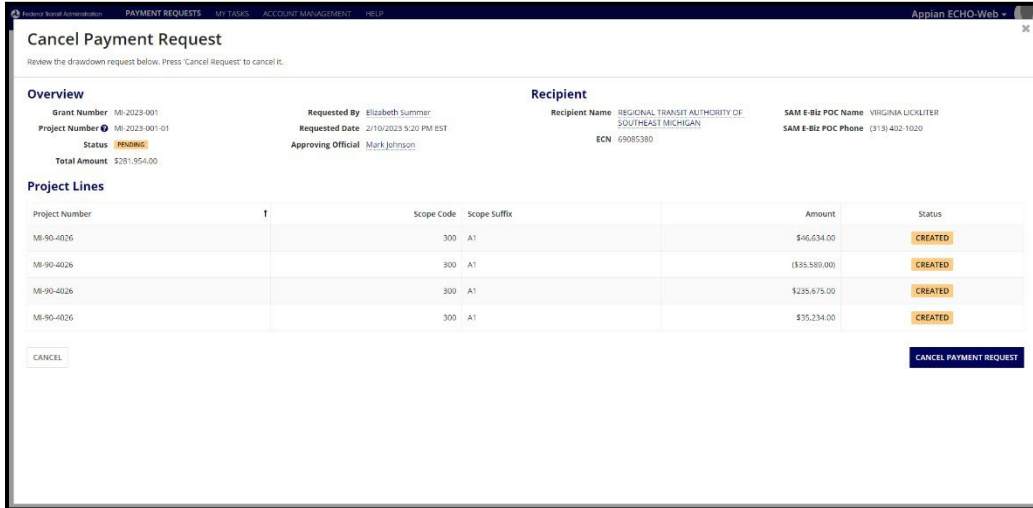 Federal Transit Administration PAYMENT REQUESTS MY TASKS ACCOUNT MANAGEMENT HELP Appian ECHO-Web
Cancel Payment Request
Review the drawdown request below. Press 'Cancel Request' to cancel it.
Overview
Grant Number MI-2023-001
Project Number MI-2023-001-01
Status PENDING
Total Amount $281,954.00
Requested By Elizabeth Summer
Requested Date 2/10/2023 5:20 PM EST
Approving Official Mark Johnson
Recipient
Recipient Name REGIONAL TRANSIT AUTHORITY OF
SOUTHEAST MICHIGAN
ECN 69085380
SAM E-Biz POC Name VIRGINIA LICKLITER
SAM E-Biz POC Phone (313) 402-1020
Project Lines
Project Number Scope Code Scope Suffix Amount Status
MI-90-4026 300 A1 $46,634.00 CREATED
MI-90-4026 300 A1 ($35,589.00) CREATED
MI-90-4026 300 A1 $235,675.00 CREATED
MI-90-4026 300 A1 $35,234.00 CREATED
CANCEL CANCEL PAYMENT REQUEST